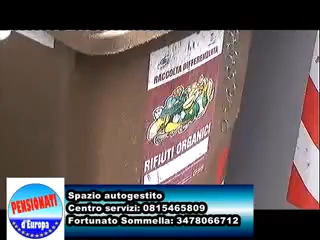 RACCOLTA DIFFERENZIATA
RIFIUTI ORGANICI
PENSIONATI
d'Europa
Spazio autogestito
Centro servizi: 0815465809
Fortunato Sommella: 3478066712